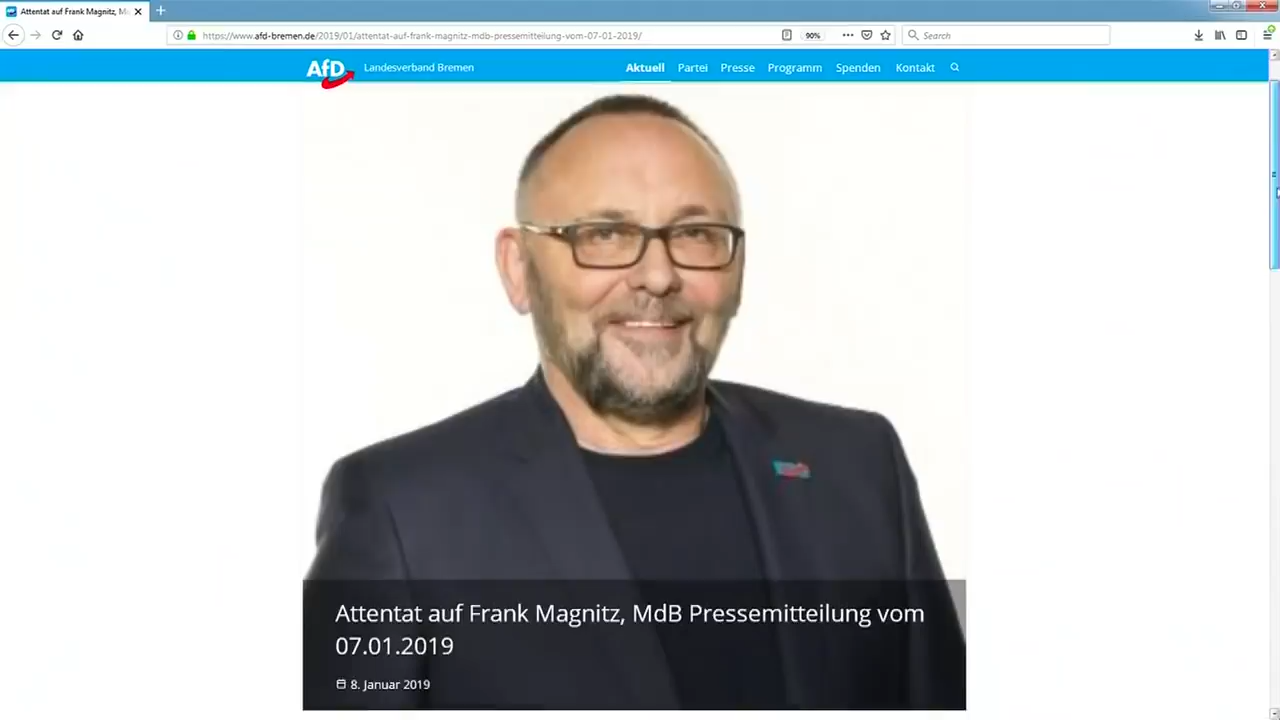 Attentat auf Frank Magnitz, M
https://www.afd-bremen.de/2019/01/attentat-auf-frank-magnitz-mdb-pressemitteilung-vom-07-01-2019/
90%
Search
AfD
Landesverband Bremen
Aktuell Partei Presse Programm Spenden Kontakt
Attentat auf Frank Magnitz, MdB Pressemitteilung vom
07.01.2019
8. Januar 2019